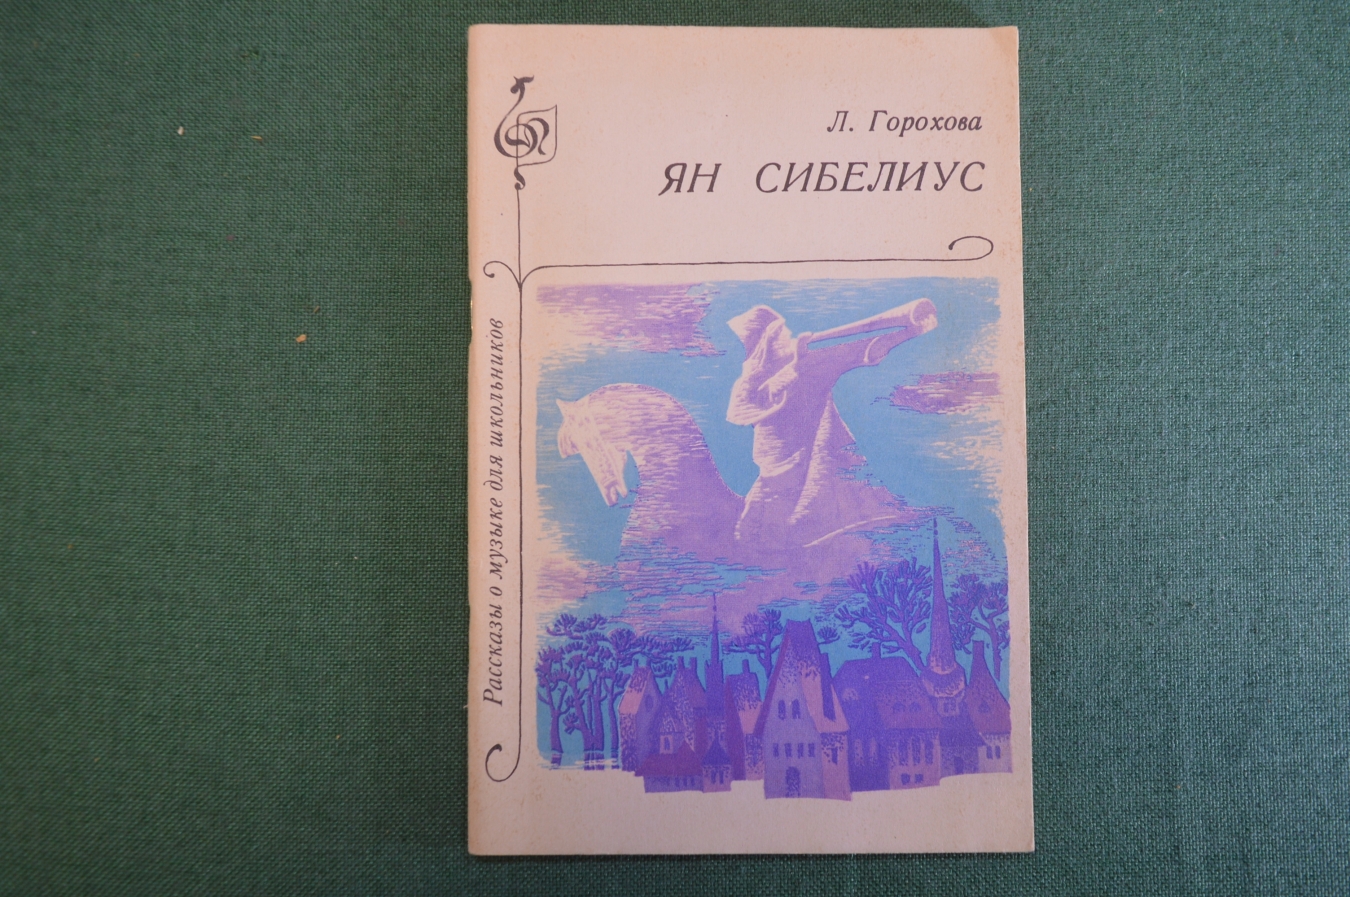 Л. Горохова
ЯН СИБЕЛИУС
Рассказы о музыке для школьников